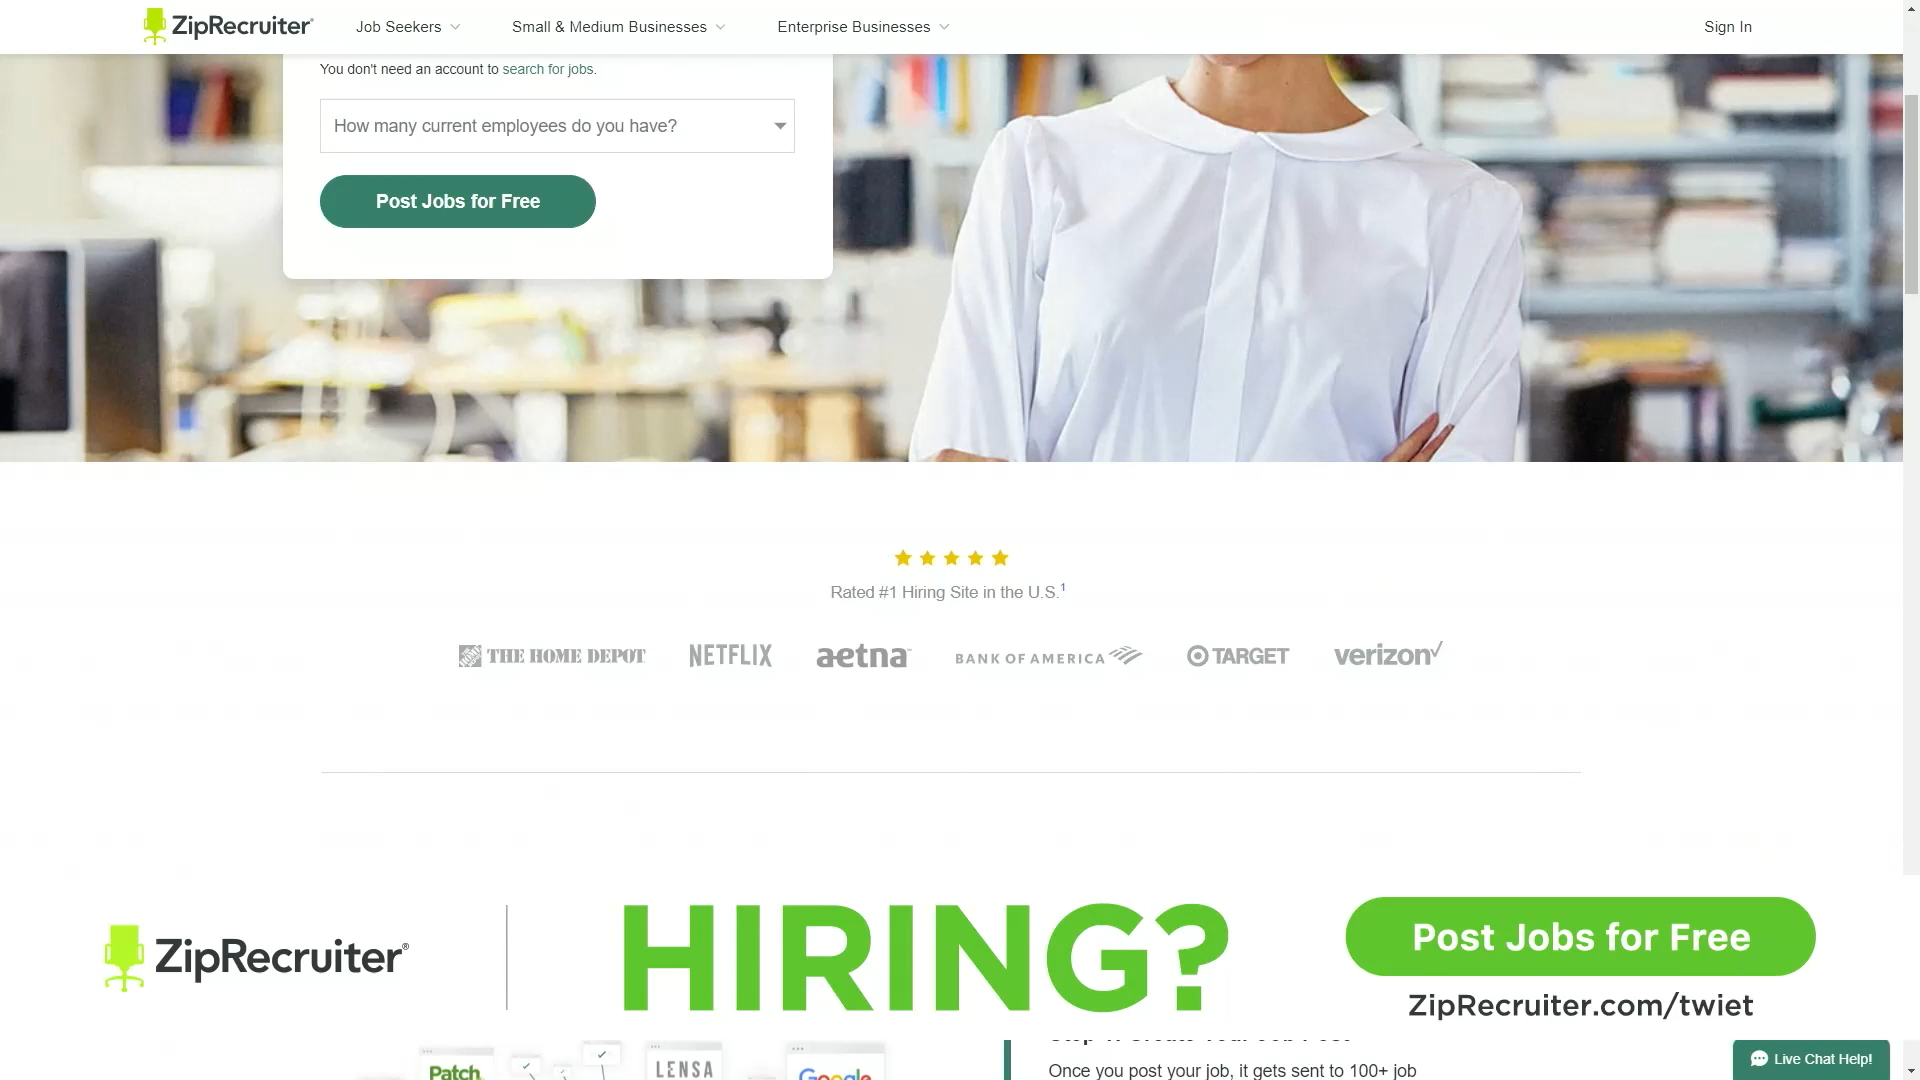 ZipRecruiter
Job Seekers
Small & Medium Businesses
Enterprise Businesses
Sign In
You don't need an account to search for jobs.
How many current employees do you have?
Post Jobs for Free
Rated #1 Hiring Site in the U.S.1
THE HOME DEPOT
NETFLIX
aetna
BANK OF AMERICA
TARGET
verizon
ZipRecruiter®
HIRING?
Post Jobs for Free
ZipRecruiter.com/twiet
Patch
LENSA
Google
Once you post your job, it gets sent to 100+ job
Live Chat Help!